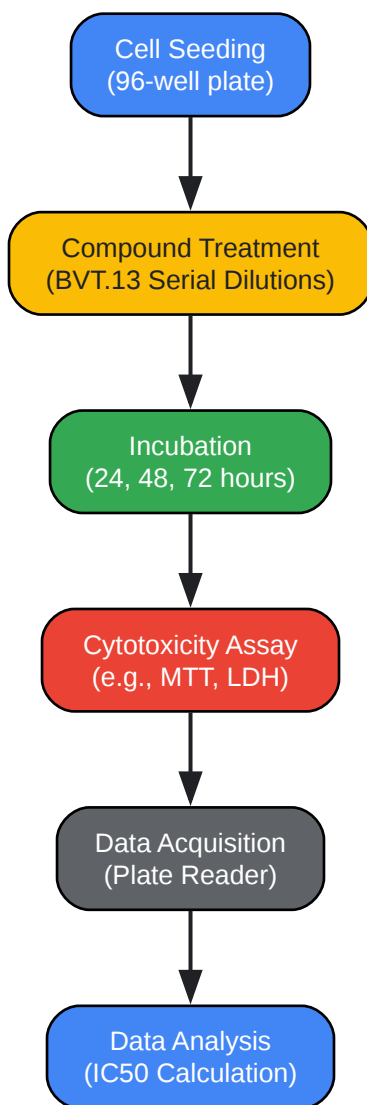 Cell Seeding
(96-well plate)
Compound Treatment
(BVT.13 Serial Dilutions)
Incubation
(24, 48, 72 hours)
Cytotoxicity Assay
(e.g., MTT, LDH)
Data Acquisition
(Plate Reader)
Data Analysis
(IC50 Calculation)